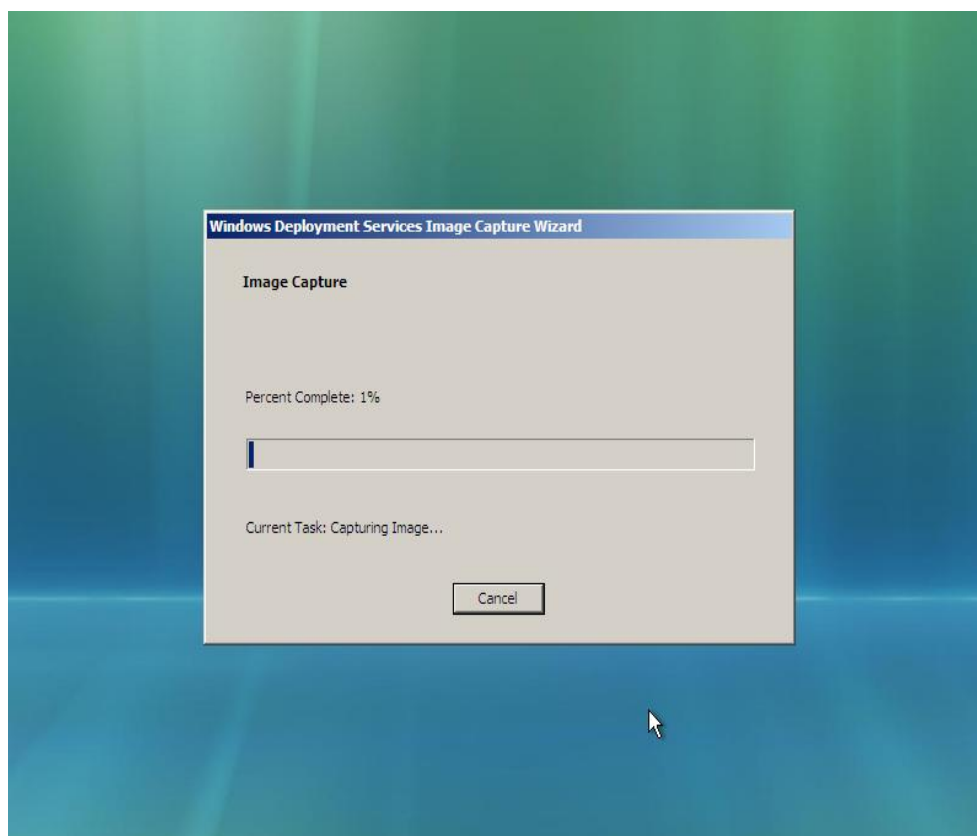 Windows Deployment Services Image Capture Wizard
Image Capture
Percent Complete: 1%
Current Task: Capturing Image...
Cancel